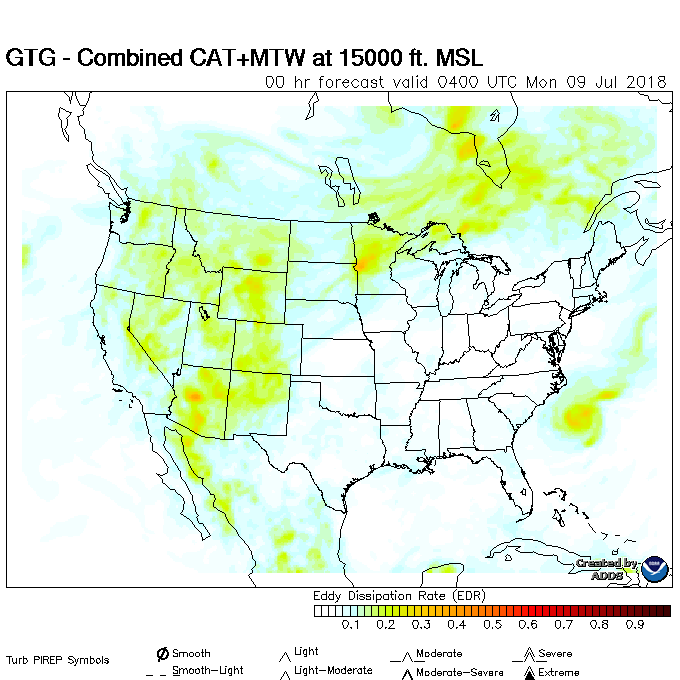 GTG - Combined CAT+MTW at 15000 ft. MSL
00 hr forecast valid 0400 UTC Mon 09 Jul 2018
Created by
ADDS
Eddy Dissipation Rate (EDR)
0.1 0.2 0.3 0.4 0.5 0.6 0.7 0.8 0.9
Turb PIREP Symbols
Smooth Light Moderate Severe
Smooth-Light Light-Moderate Moderate-Severe Extreme